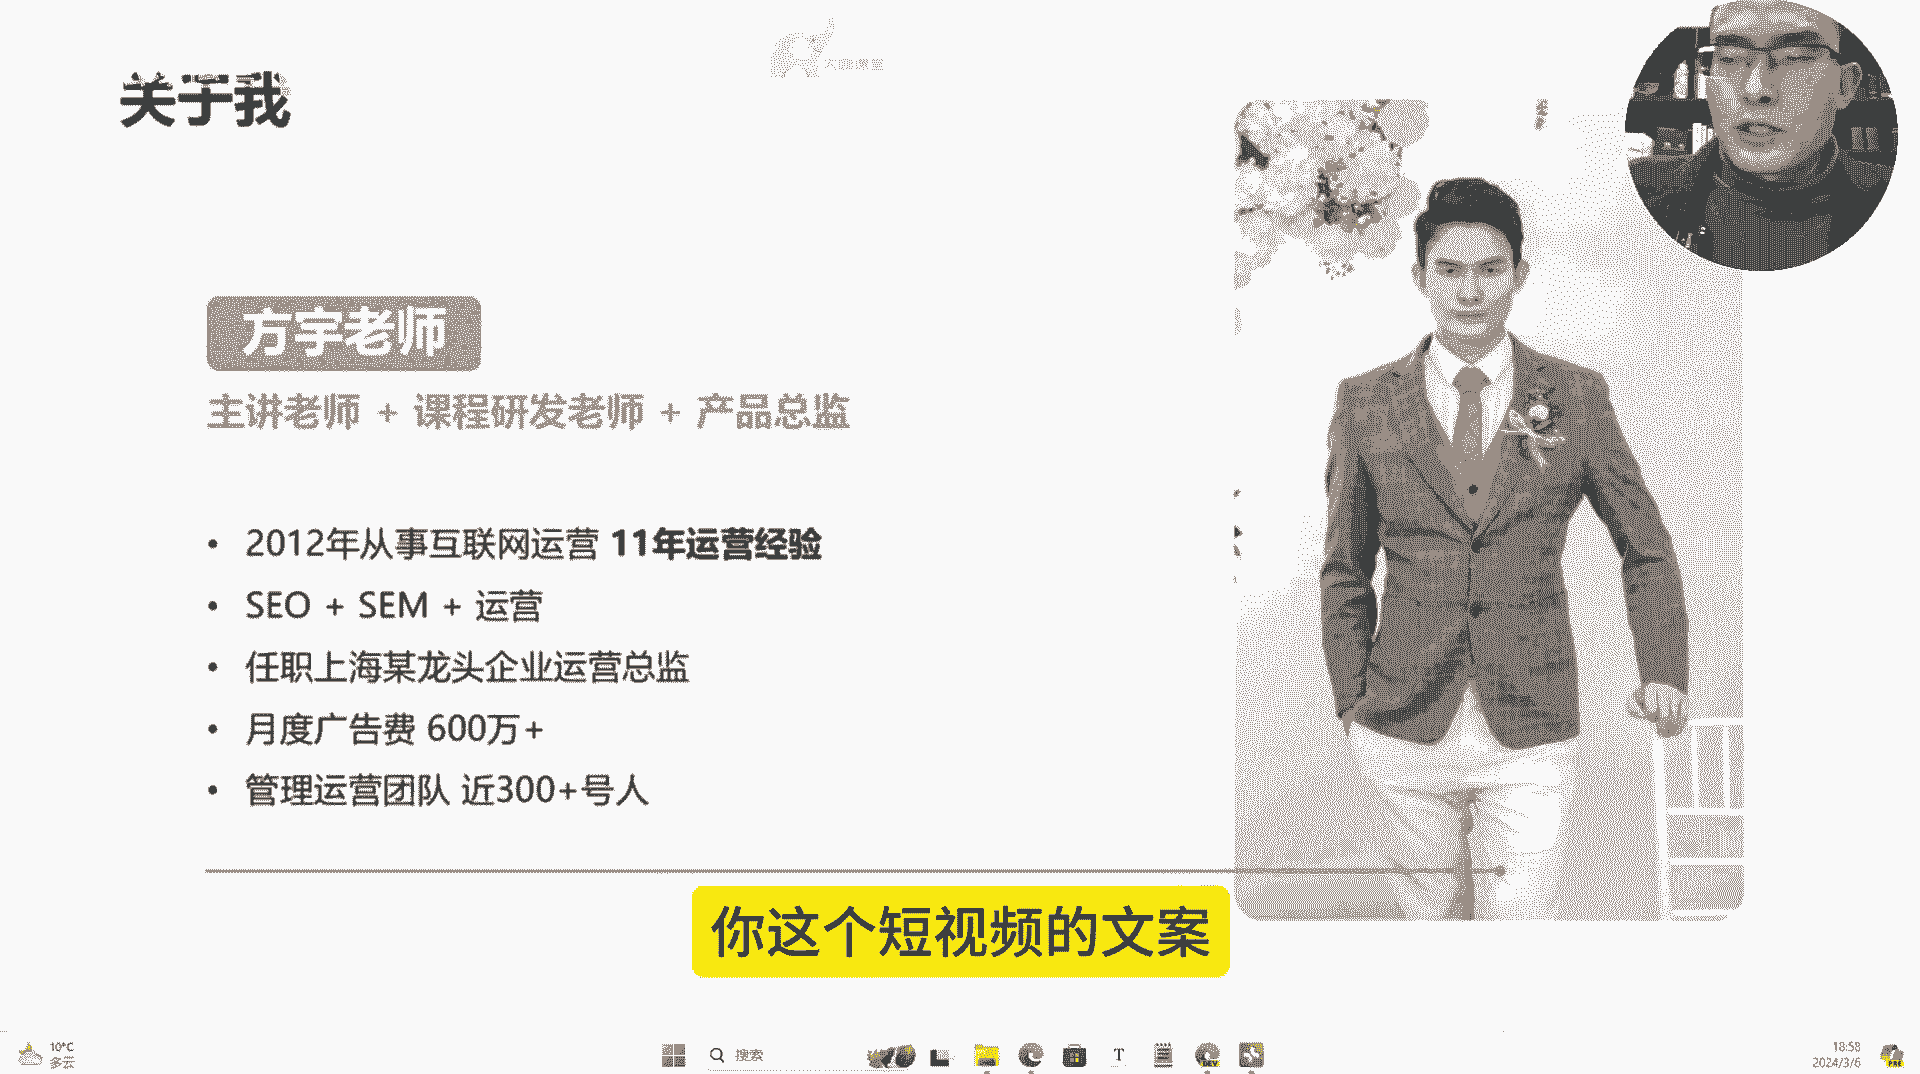 关于我
方宇老师
主讲老师 + 课程研发老师 + 产品总监
• 2012年从事互联网运营 11年运营经验
• SEO + SEM + 运营
• 任职上海某龙头企业运营总监
• 月度广告费 600万+
• 管理运营团队 近300+号人
你这个短视频的文案
10°C
多云
搜索
T
DEV
18:58
2024/3/6
PRE